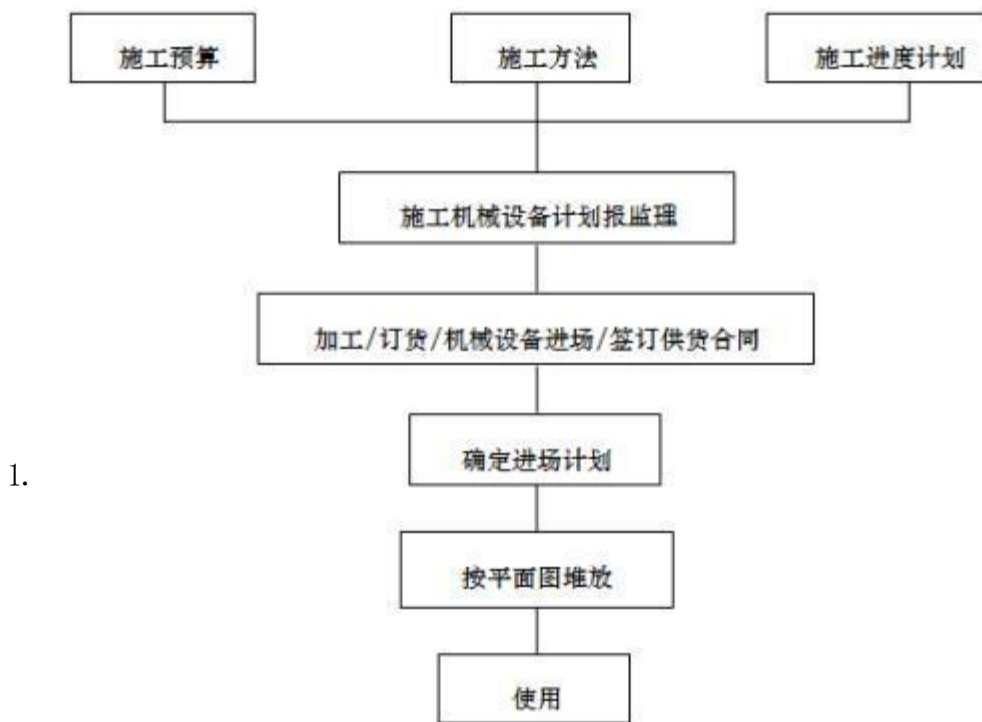 施工预算
施工方法
施工进度计划
施工机械设备计划报监理
加工/订货/机械设备进场/签订供货合同
确定进场计划
1.
按平面图堆放
使用